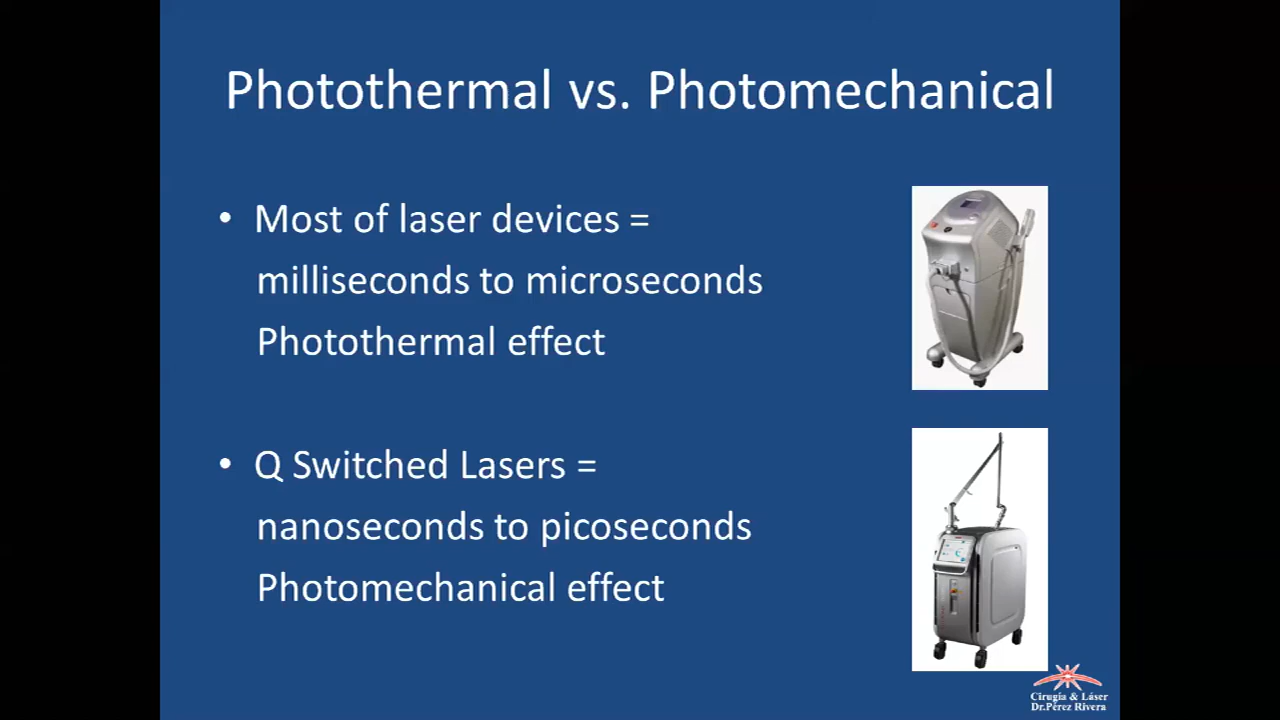 Photothermal vs. Photomechanical
• Most of laser devices =
milliseconds to microseconds
Photothermal effect
• Q Switched Lasers =
nanoseconds to picoseconds
Photomechanical effect
Cirugía & Láser
Dr.Pérez Rivera